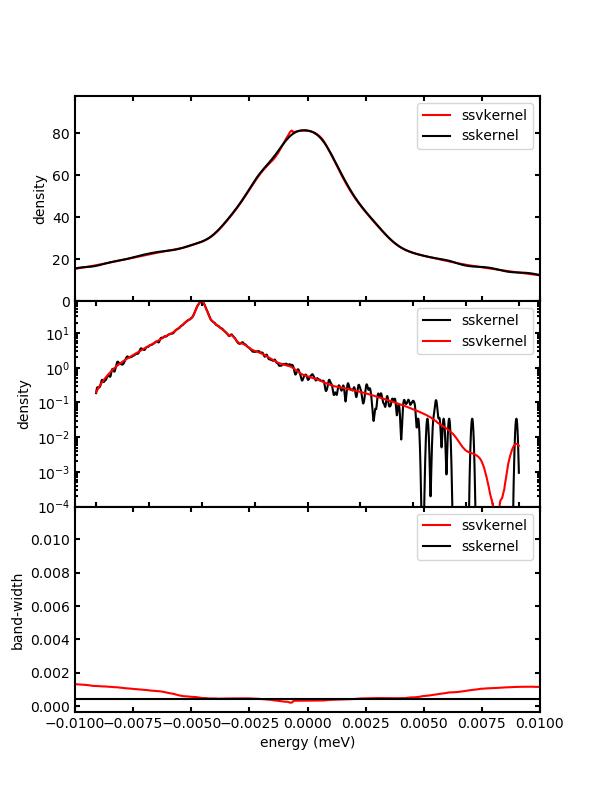 ssvkernel
sskernel
80
60
40
20
0
density
sskernel
ssvkernel
10¹
10⁰
10⁻¹
10⁻²
10⁻³
10⁻⁴
density
ssvkernel
sskernel
0.010
0.008
0.006
0.004
0.002
0.000
band-width
−0.0100 −0.0075 −0.0050 −0.0025 0.0000 0.0025 0.0050 0.0075 0.0100
energy (meV)